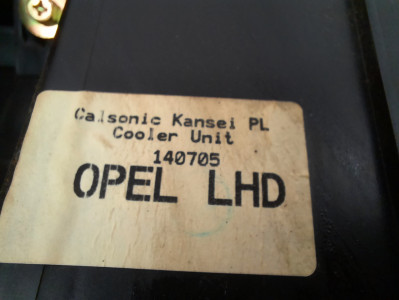 Calsonic Kansei PL
Cooler Unit
140705
OPEL LHD